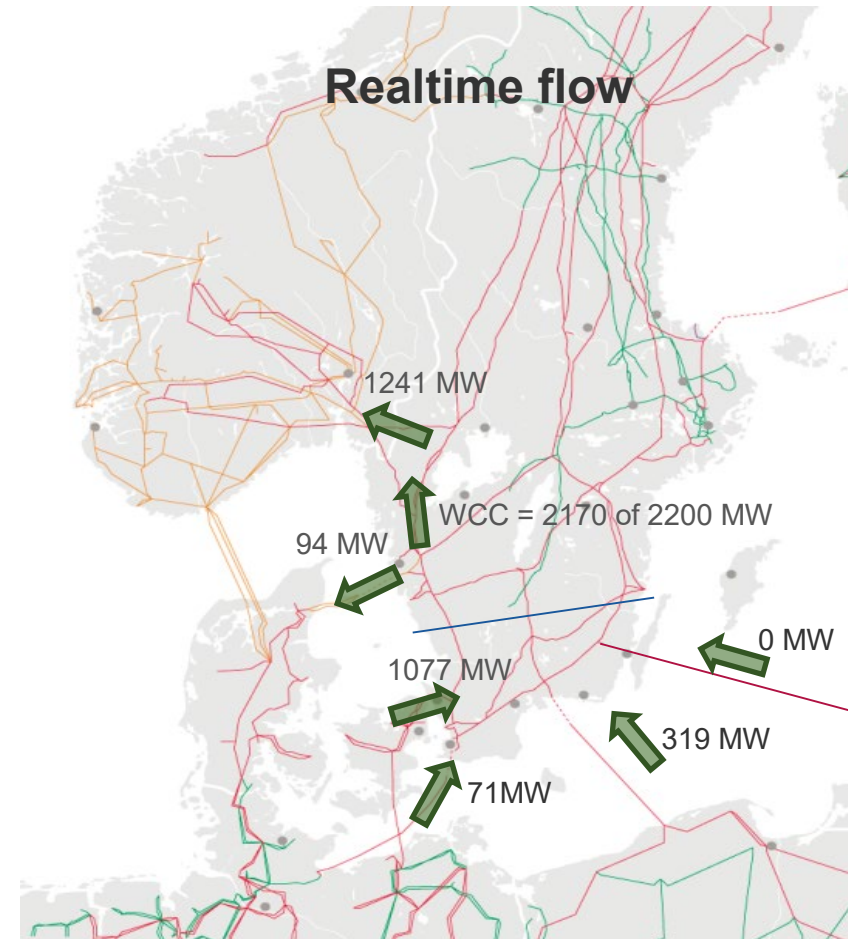 Realtime flow
1241 MW
WCC = 2170 of 2200 MW
94 MW
0 MW
1077 MW
319 MW
71MW